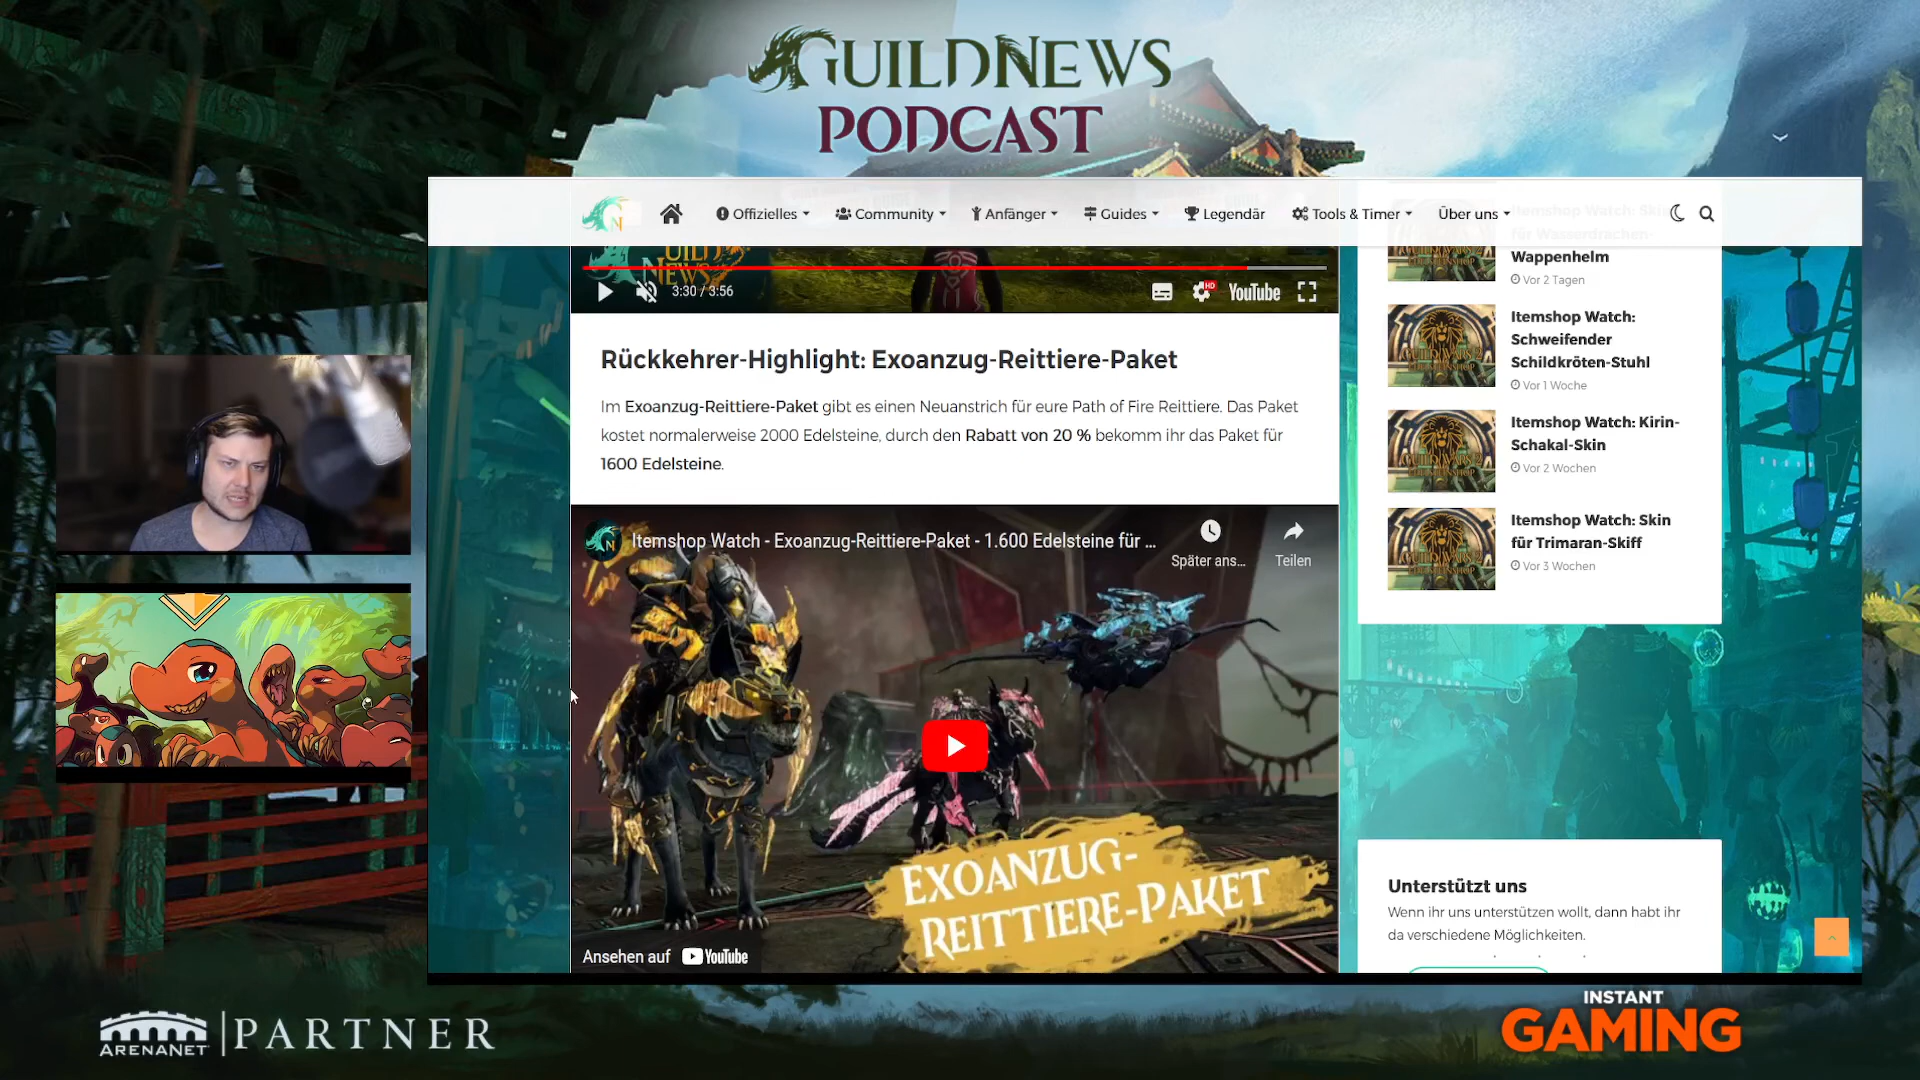 GUILDNEWS
PODCAST
Offizielles
Community
Anfänger
Guides
Legendär
Tools & Timer
Über uns
3:30 / 3:56
YouTube
Rückkehrer-Highlight: Exoanzug-Reittiere-Paket
Im Exoanzug-Reittiere-Paket gibt es einen Neuanstrich für eure Path of Fire Reittiere. Das Paket
kostet normalerweise 2000 Edelsteine, durch den Rabatt von 20 % bekomm ihr das Paket für
1600 Edelsteine.
Itemshop Watch - Exoanzug-Reittiere-Paket - 1.600 Edelsteine für ...
Später ans...
Teilen
EXOANZUG-
REITTIERE-PAKET
Ansehen auf YouTube
Itemshop Watch: Skin
für Wasserdrachen-
Wappenhelm
Vor 2 Tagen
Itemshop Watch:
Schweifender
Schildkröten-Stuhl
Vor 1 Woche
Itemshop Watch: Kirin-
Schakal-Skin
Vor 2 Wochen
Itemshop Watch: Skin
für Trimaran-Skiff
Vor 3 Wochen
Unterstützt uns
Wenn ihr uns unterstützen wollt, dann habt ihr
da verschiedene Möglichkeiten.
ARENANET PARTNER
INSTANT
GAMING